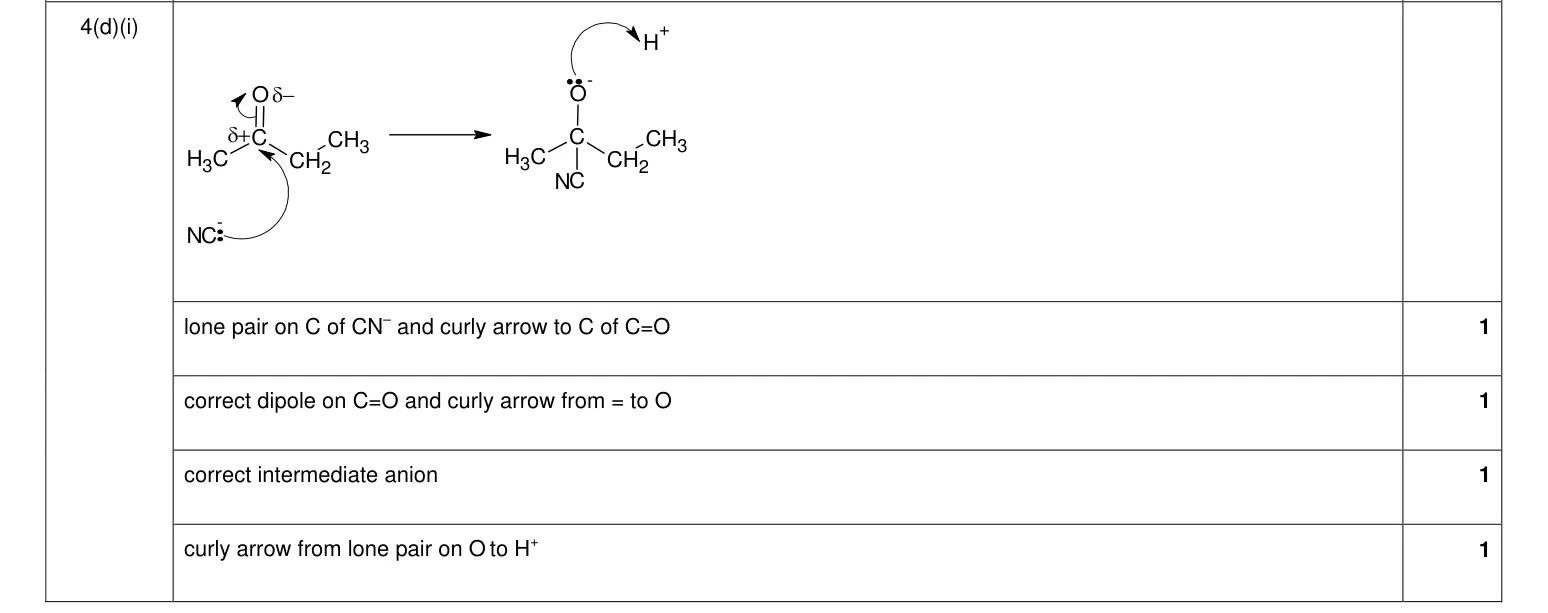 4(d)(i)
H⁺
O δ– O -
δ+ C CH₃ C CH₃
H₃C CH₂ H₃C CH₂
NC
NC:-
lone pair on C of CN⁻ and curly arrow to C of C=O 1
correct dipole on C=O and curly arrow from = to O 1
correct intermediate anion 1
curly arrow from lone pair on O to H⁺ 1